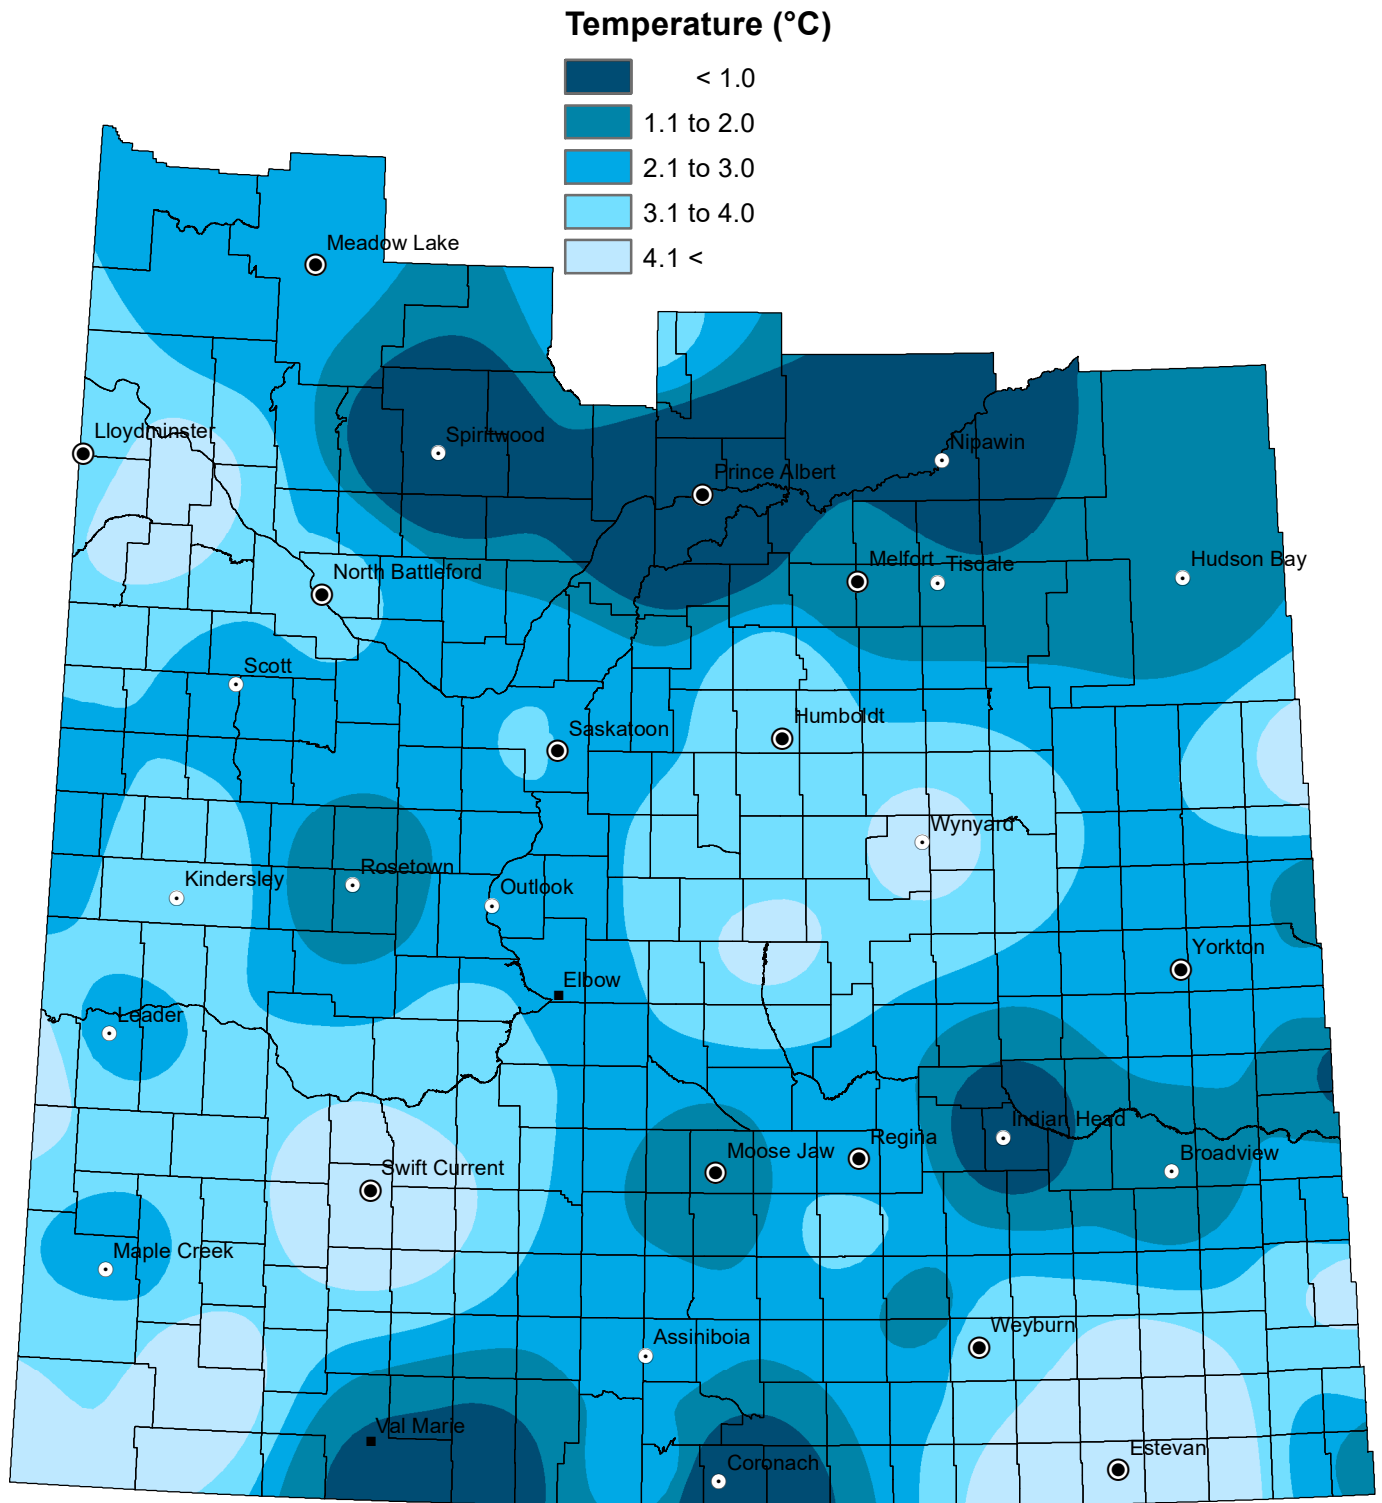 Temperature (°C)
< 1.0
1.1 to 2.0
2.1 to 3.0
3.1 to 4.0
4.1 <
Meadow Lake
Lloydminster
Spiritwood
Nipawin
Prince Albert
Melfort
Tisdale
Hudson Bay
North Battleford
Scott
Humboldt
Saskatoon
Wynyard
Rosetown
Kindersley
Outlook
Yorkton
Elbow
Leader
Indian Head
Regina
Moose Jaw
Broadview
Swift Current
Maple Creek
Weyburn
Assiniboia
Val Marie
Estevan
Coronach